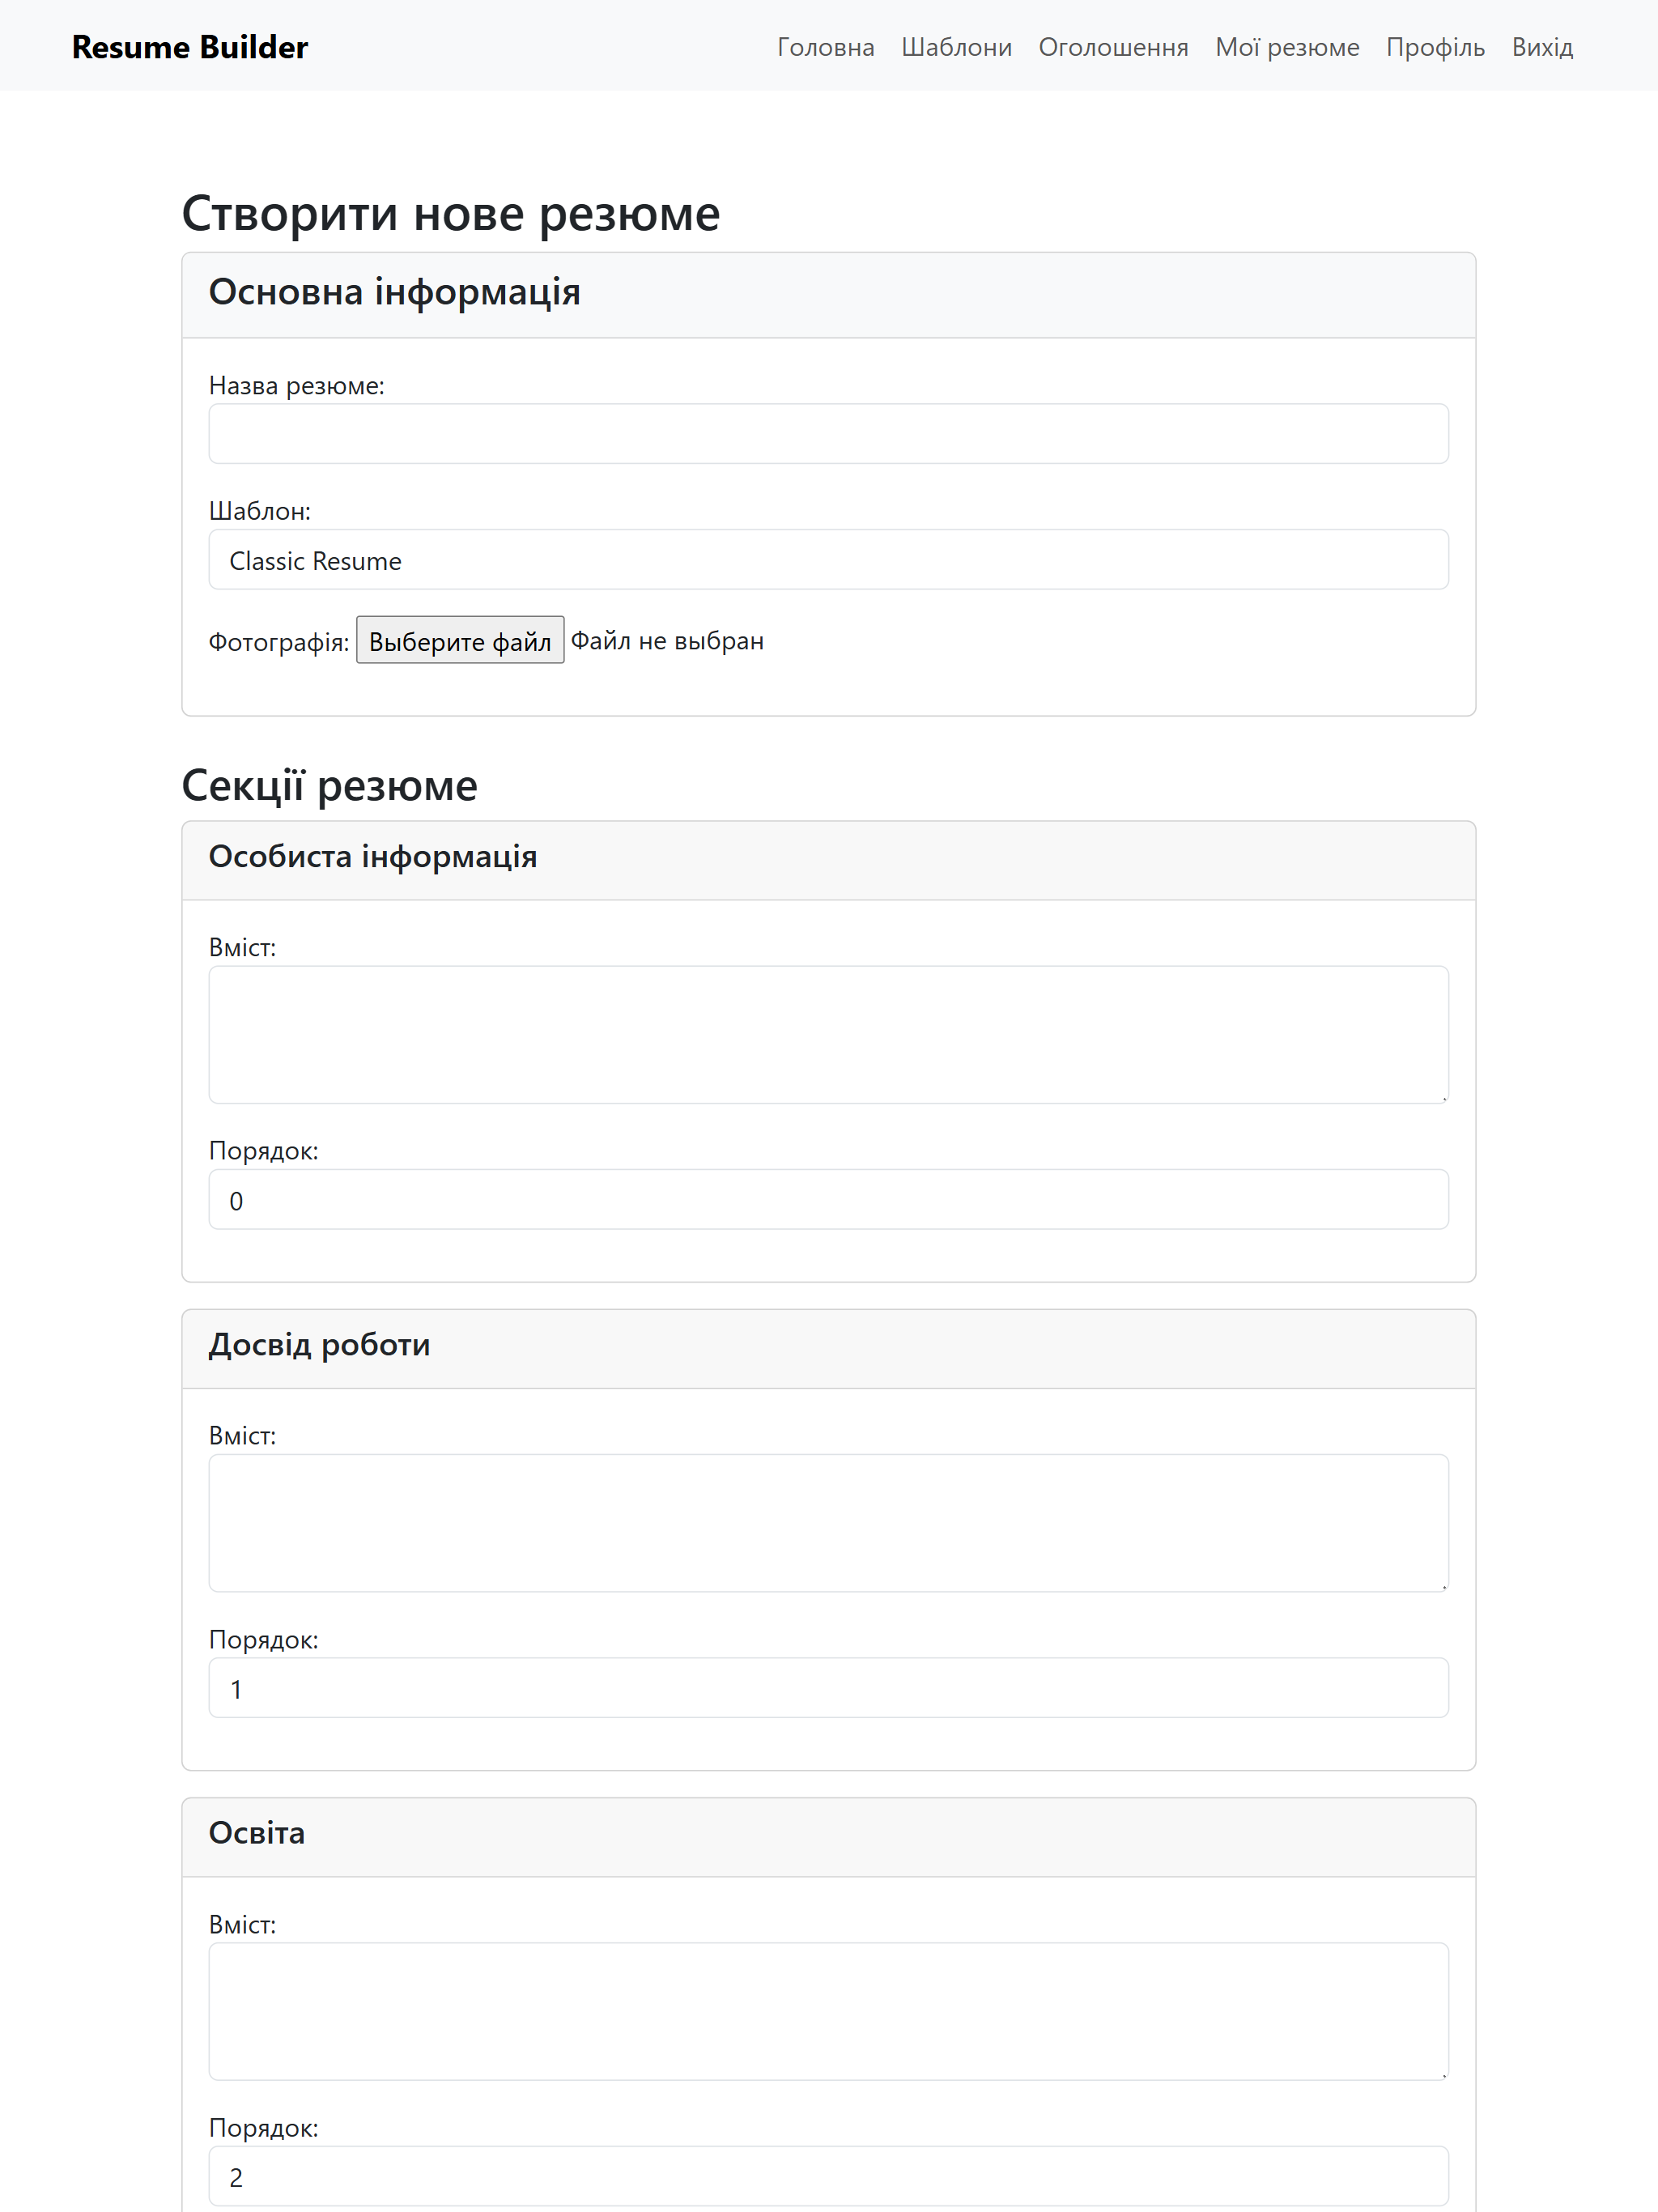 Resume Builder
Головна Шаблони Оголошення Мої резюме Профіль Вихід
Створити нове резюме
Основна інформація
Назва резюме:
Шаблон:
Classic Resume
Фотографія: Выберите файл Файл не выбран
Секції резюме
Особиста інформація
Вміст:
Порядок:
0
Досвід роботи
Вміст:
Порядок:
1
Освіта
Вміст:
Порядок:
2